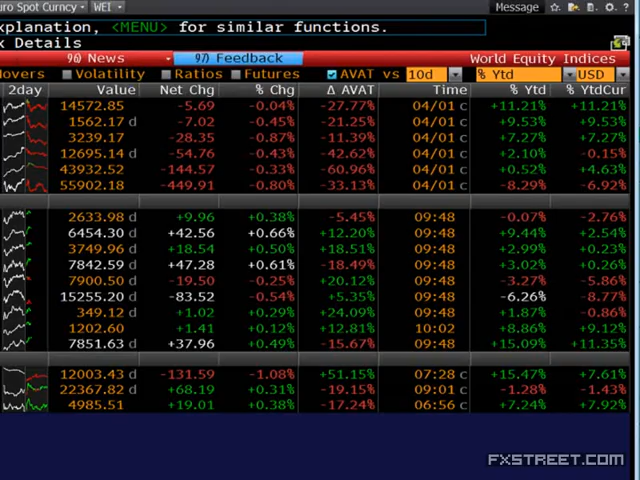 uro Spot Curncy WEI Message
xplanation, <MENU> for similar functions.
x Details
90 News 97 Feedback World Equity Indices
Movers Volatility Ratios Futures AVAT vs 10d % Ytd USD
2day Value Net Chg % Chg Δ AVAT Time % Ytd % YtdCur
14572.85 -5.69 -0.04% -27.77% 04/01 c +11.21% +11.21%
1562.17 d -7.02 -0.45% -21.25% 04/01 c +9.53% +9.53%
3239.17 -28.35 -0.87% -11.39% 04/01 c +7.27% +7.27%
12695.14 d -54.76 -0.43% -42.62% 04/01 c +2.10% -0.15%
43932.52 -144.57 -0.33% -60.96% 04/01 c +0.52% +4.63%
55902.18 -449.91 -0.80% -33.13% 04/01 c -8.29% -6.92%
2633.98 d +9.96 +0.38% -5.45% 09:48 -0.07% -2.76%
6454.30 d +42.56 +0.66% +12.20% 09:48 +9.44% +2.54%
3749.96 d +18.54 +0.50% +18.51% 09:48 +2.99% +0.23%
7842.59 d +47.28 +0.61% -18.49% 09:48 +3.02% +0.26%
7900.50 d -19.50 -0.25% +20.12% 09:48 -3.27% -5.86%
15255.20 d -83.52 -0.54% +5.35% 09:48 -6.26% -8.77%
349.12 d +1.02 +0.29% +24.09% 09:48 +1.87% -0.86%
1202.60 +1.41 +0.12% +12.81% 10:02 +8.86% +9.12%
7851.63 d +37.96 +0.49% -15.67% 09:48 +15.09% +11.35%
12003.43 d -131.59 -1.08% +51.15% 07:28 c +15.47% +7.61%
22367.82 d +68.19 +0.31% -19.15% 09:01 c -1.28% -1.43%
4985.51 +19.01 +0.38% -17.24% 06:56 c +7.24% +7.92%
FXSTREET.COM